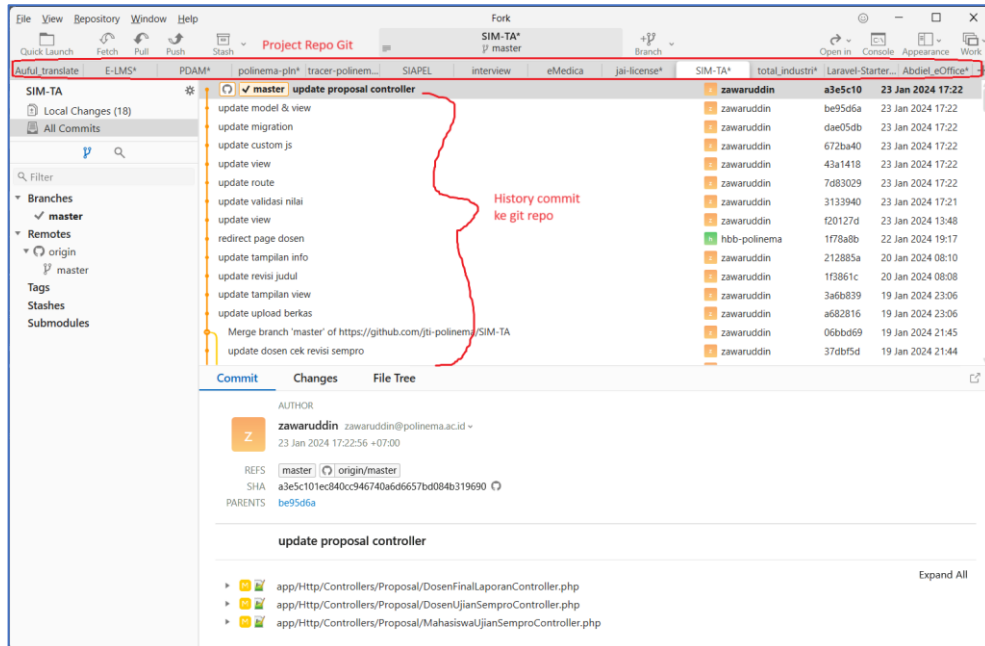 File View Repository Window Help Fork
Quick Launch Fetch Pull Push Stash Project Repo Git SIM-TA* master Branch Open in Console Appearance Work
Auful_translate E-LMS* PDAM* polinema-pln* tracer-polinem... SIAPEL interview eMedica jai-license* SIM-TA* total_industri* Laravel-Starter... Abdiel_eOffice*
SIM-TA
Local Changes (18)
All Commits
Filter
Branches
master
Remotes
origin
master
Tags
Stashes
Submodules
master update proposal controller zawaruddin a3e5c10 23 Jan 2024 17:22
update model & view zawaruddin be95d6a 23 Jan 2024 17:22
update migration zawaruddin dae05db 23 Jan 2024 17:22
update custom js zawaruddin 672ba40 23 Jan 2024 17:22
update view zawaruddin 43a1418 23 Jan 2024 17:22
update route zawaruddin 7d83029 23 Jan 2024 17:22
update validasi nilai zawaruddin 3133940 23 Jan 2024 17:21
update view zawaruddin f20127d 23 Jan 2024 13:48
redirect page dosen h hbb-polinema 1f78a8b 22 Jan 2024 19:17
update tampilan info zawaruddin 212885a 20 Jan 2024 08:10
update revisi judul zawaruddin 1f3861c 20 Jan 2024 08:08
update tampilan view zawaruddin 3a6b839 19 Jan 2024 23:06
update upload berkas zawaruddin a682816 19 Jan 2024 23:06
Merge branch 'master' of https://github.com/jti-polinema/SIM-TA zawaruddin 06bbd69 19 Jan 2024 21:45
update dosen cek revisi sempro zawaruddin 37dbf5d 19 Jan 2024 21:44
History commit
ke git repo
Commit Changes File Tree
AUTHOR
Z
zawaruddin zawaruddin@polinema.ac.id
23 Jan 2024 17:22:56 +07:00
REFS master origin/master
SHA a3e5c101ec840cc946740a6d6657bd084b319690
PARENTS be95d6a
update proposal controller
Expand All
app/Http/Controllers/Proposal/DosenFinalLaporanController.php
app/Http/Controllers/Proposal/DosenUjianSemproController.php
app/Http/Controllers/Proposal/MahasiswaUjianSemproController.php